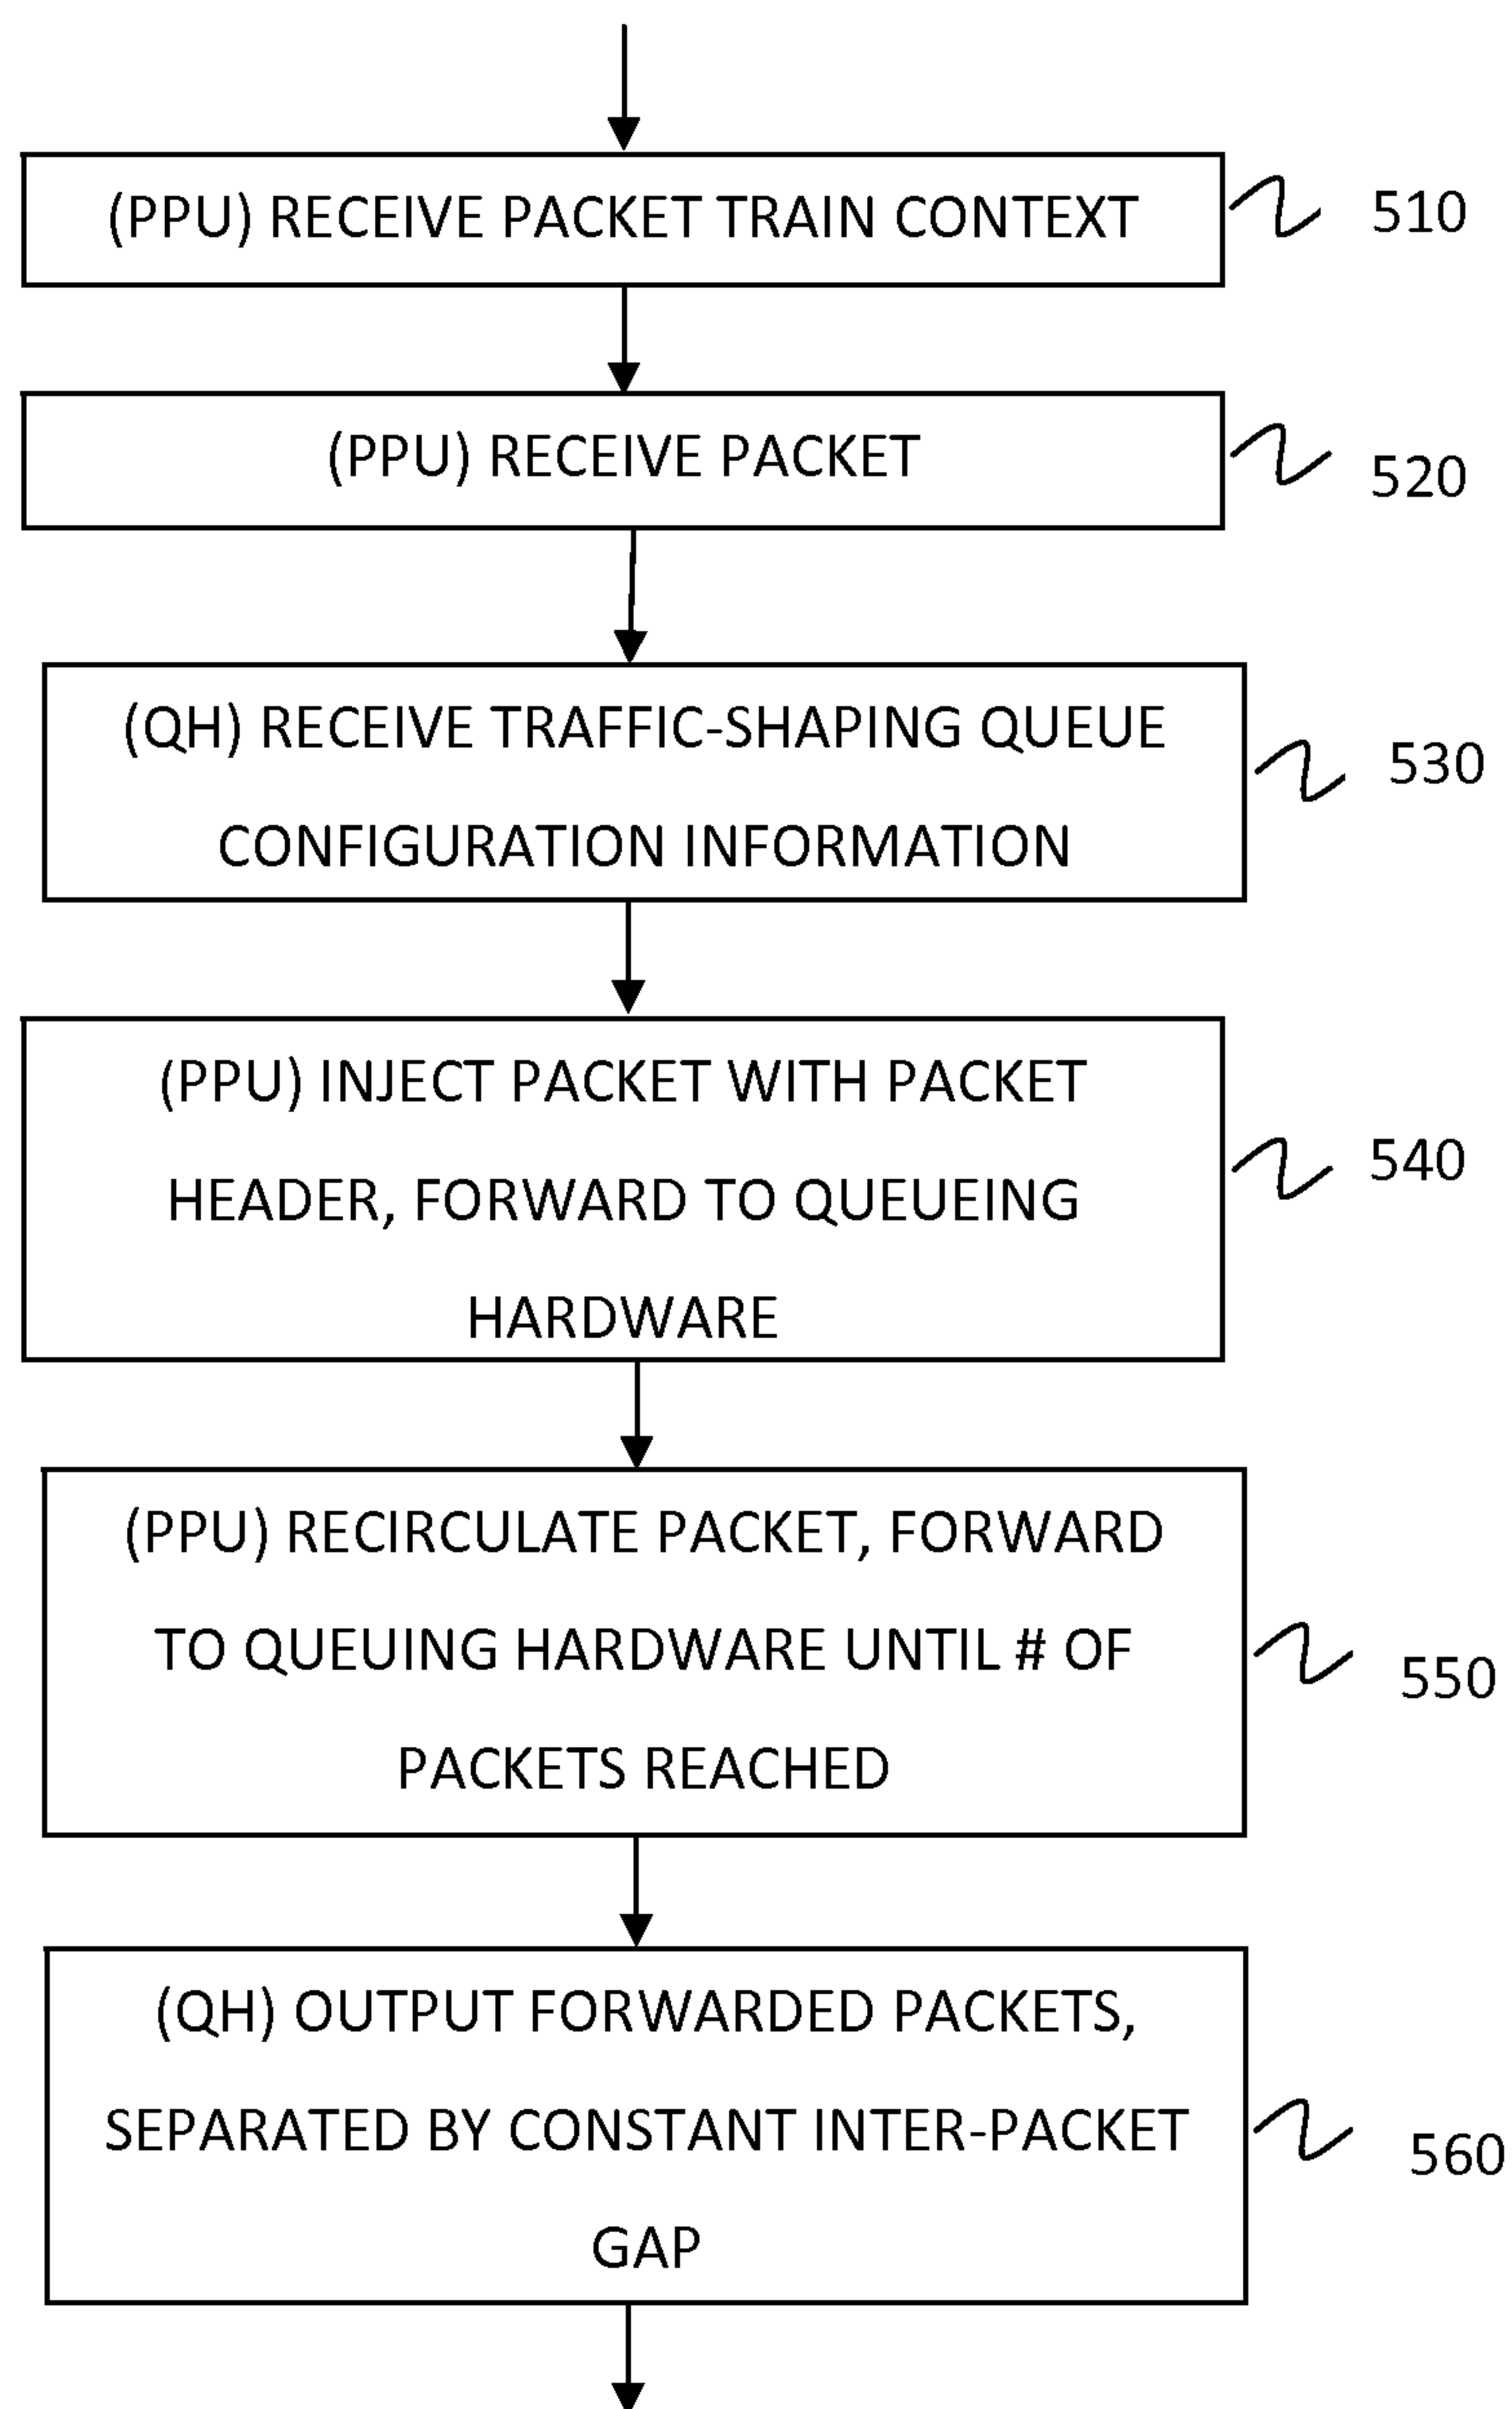 (PPU) RECEIVE PACKET TRAIN CONTEXT
510
(PPU) RECEIVE PACKET
520
(QH) RECEIVE TRAFFIC-SHAPING QUEUE
CONFIGURATION INFORMATION
530
(PPU) INJECT PACKET WITH PACKET
HEADER, FORWARD TO QUEUEING
HARDWARE
540
(PPU) RECIRCULATE PACKET, FORWARD
TO QUEUING HARDWARE UNTIL # OF
PACKETS REACHED
550
(QH) OUTPUT FORWARDED PACKETS,
SEPARATED BY CONSTANT INTER-PACKET
GAP
560